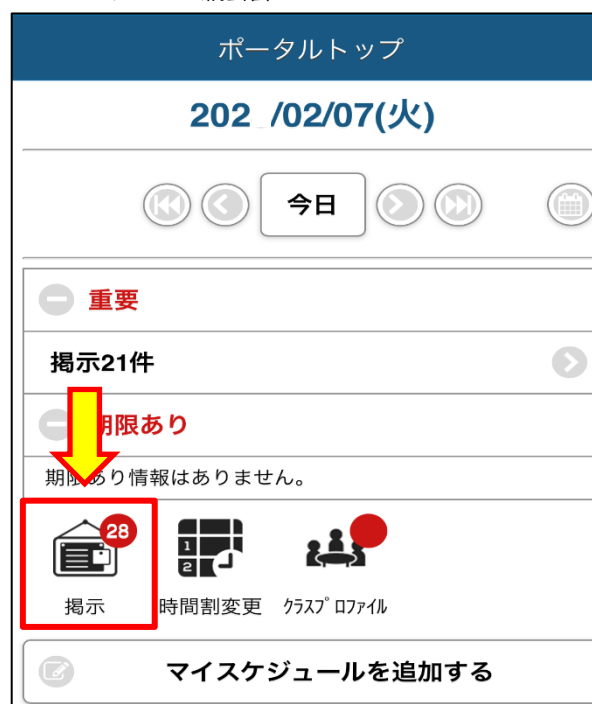 ポータルトップ
202 /02/07(火)
今日
重要
掲示21件
期限あり
期限あり情報はありません。
28
1
2
掲示
時間割変更
クラスプロファイル
マイスケジュールを追加する